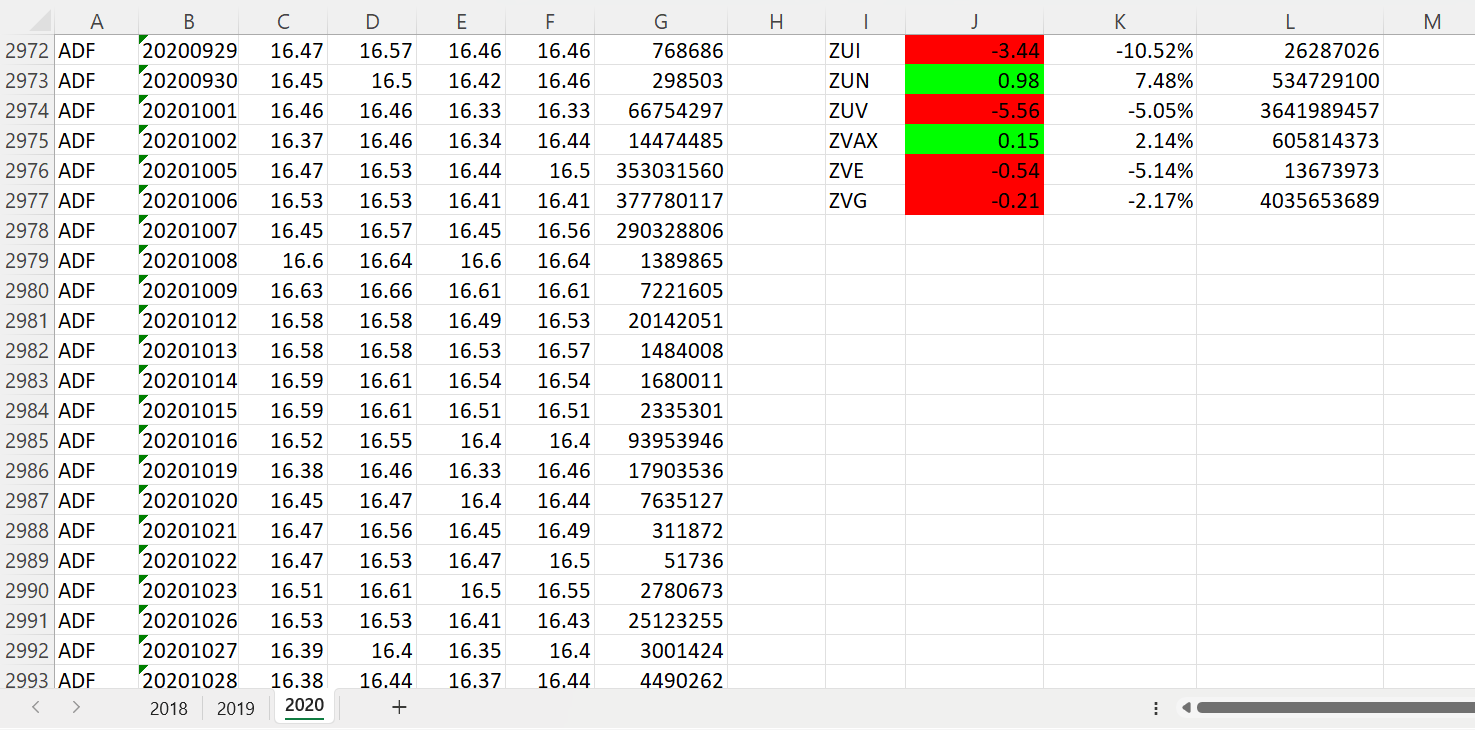 A B C D E F G H I J K L M
2972 ADF 20200929 16.47 16.57 16.46 16.46 768686 ZUI -3.44 -10.52% 26287026
2973 ADF 20200930 16.45 16.5 16.42 16.46 298503 ZUN 0.98 7.48% 534729100
2974 ADF 20201001 16.46 16.46 16.33 16.33 66754297 ZUV -5.56 -5.05% 3641989457
2975 ADF 20201002 16.37 16.46 16.34 16.44 14474485 ZVAX 0.15 2.14% 605814373
2976 ADF 20201005 16.47 16.53 16.44 16.5 353031560 ZVE -0.54 -5.14% 13673973
2977 ADF 20201006 16.53 16.53 16.41 16.41 377780117 ZVG -0.21 -2.17% 4035653689
2978 ADF 20201007 16.45 16.57 16.45 16.56 290328806
2979 ADF 20201008 16.6 16.64 16.6 16.64 1389865
2980 ADF 20201009 16.63 16.66 16.61 16.61 7221605
2981 ADF 20201012 16.58 16.58 16.49 16.53 20142051
2982 ADF 20201013 16.58 16.58 16.53 16.57 1484008
2983 ADF 20201014 16.59 16.61 16.54 16.54 1680011
2984 ADF 20201015 16.59 16.61 16.51 16.51 2335301
2985 ADF 20201016 16.52 16.55 16.4 16.4 93953946
2986 ADF 20201019 16.38 16.46 16.33 16.46 17903536
2987 ADF 20201020 16.45 16.47 16.4 16.44 7635127
2988 ADF 20201021 16.47 16.56 16.45 16.49 311872
2989 ADF 20201022 16.47 16.53 16.47 16.5 51736
2990 ADF 20201023 16.51 16.61 16.5 16.55 2780673
2991 ADF 20201026 16.53 16.53 16.41 16.43 25123255
2992 ADF 20201027 16.39 16.4 16.35 16.4 3001424
2993 ADF 20201028 16.38 16.44 16.37 16.44 4490262
2018 2019 2020 +